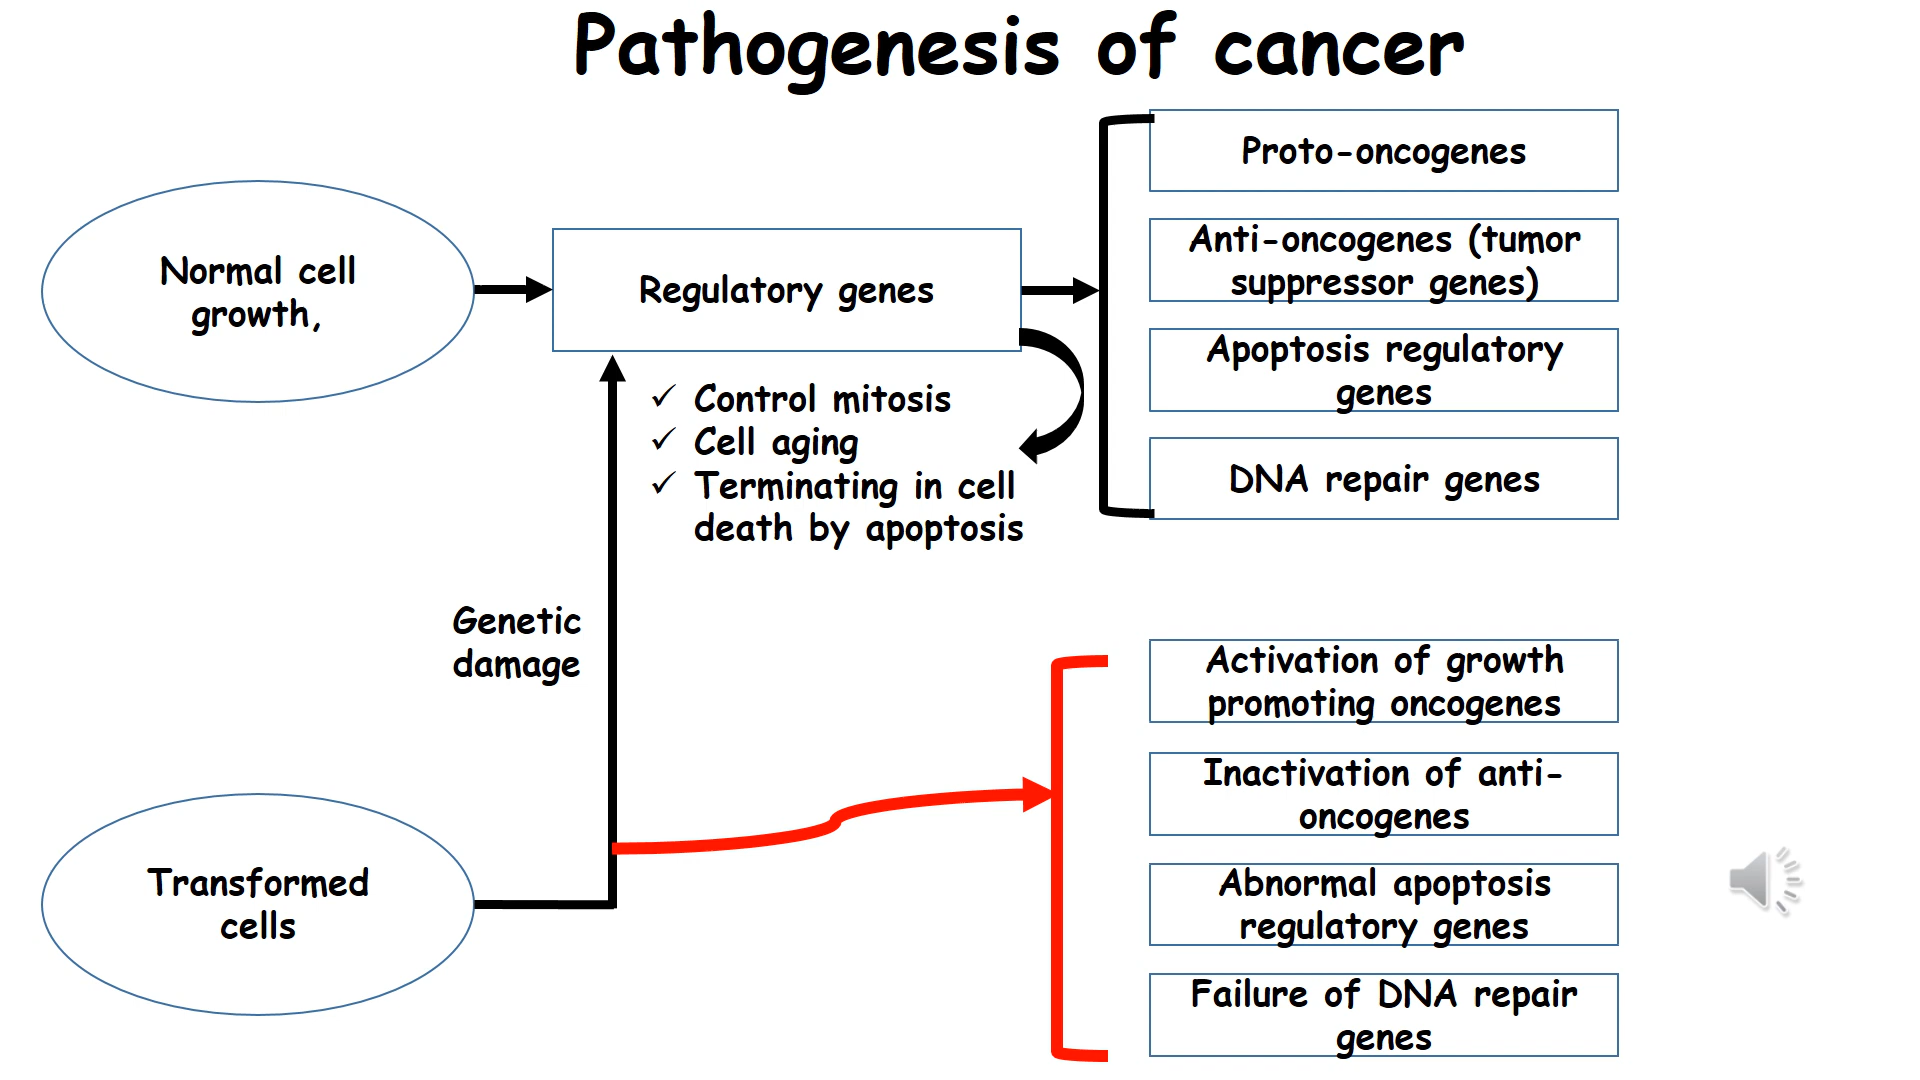 Pathogenesis of cancer
Normal cell
growth,
Regulatory genes
✓ Control mitosis
✓ Cell aging
✓ Terminating in cell
death by apoptosis
Proto-oncogenes
Anti-oncogenes (tumor
suppressor genes)
Apoptosis regulatory
genes
DNA repair genes
Genetic
damage
Transformed
cells
Activation of growth
promoting oncogenes
Inactivation of anti-
oncogenes
Abnormal apoptosis
regulatory genes
Failure of DNA repair
genes